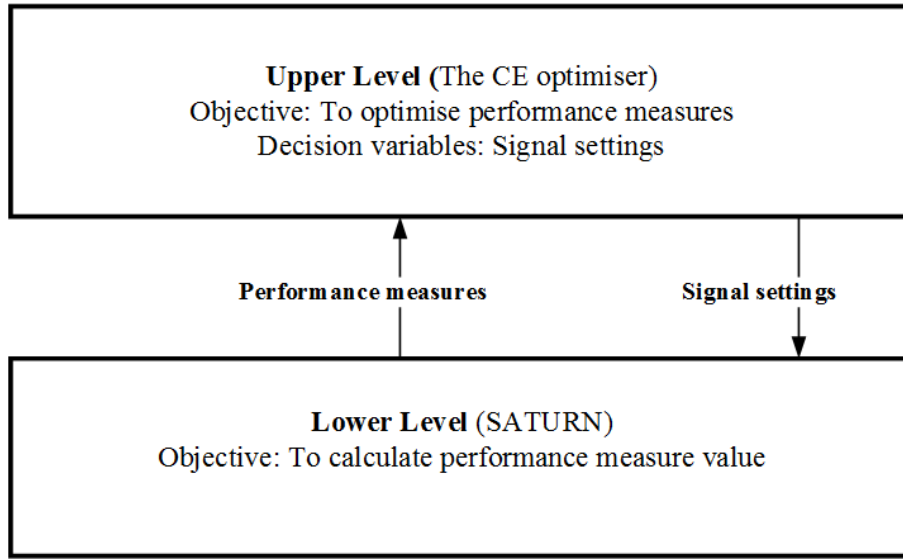 Upper Level (The CE optimiser)
Objective: To optimise performance measures
Decision variables: Signal settings
Performance measures
Signal settings
Lower Level (SATURN)
Objective: To calculate performance measure value